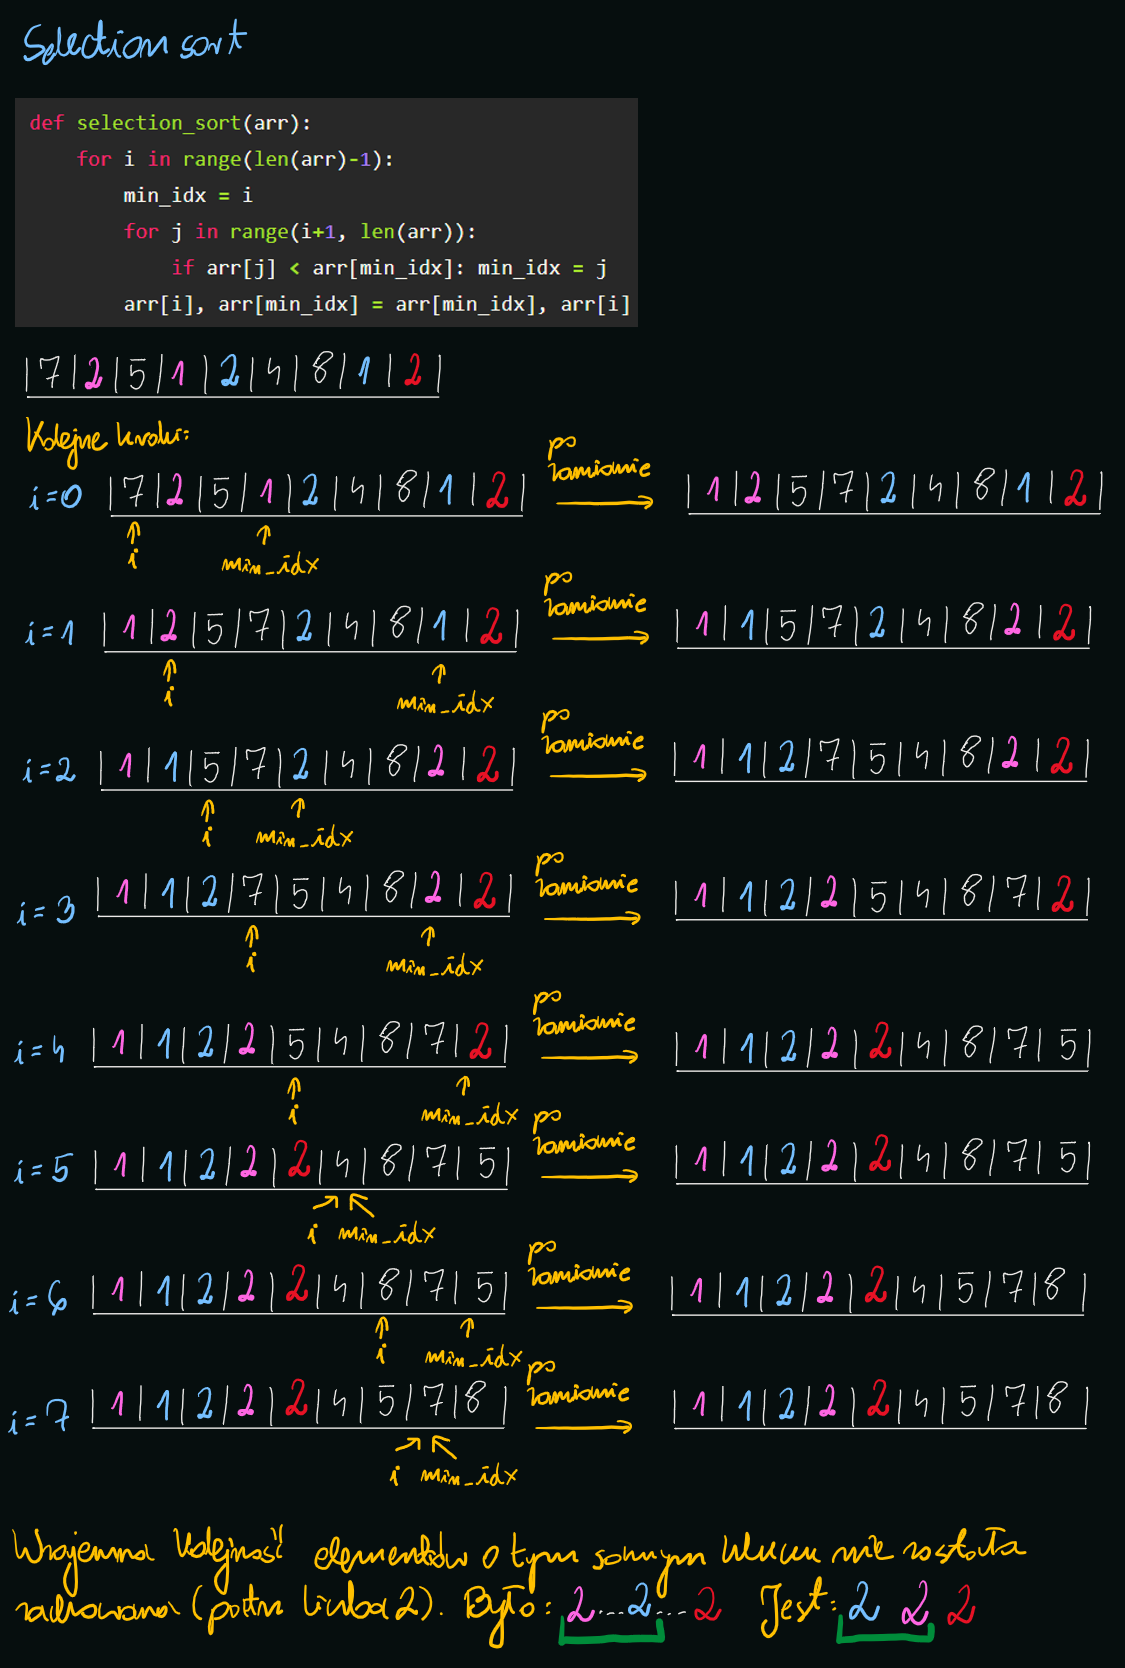 Selection sort
def selection_sort(arr):
    for i in range(len(arr)-1):
        min_idx = i
        for j in range(i+1, len(arr)):
            if arr[j] < arr[min_idx]: min_idx = j
        arr[i], arr[min_idx] = arr[min_idx], arr[i]
|7|2|5|1|2|4|8|1|2|
Kolejne kroki:
i=0 |7|2|5|1|2|4|8|1|2| po zamianie |1|2|5|7|2|4|8|1|2|
i min_idx
i=1 |1|2|5|7|2|4|8|1|2| po zamianie |1|1|5|7|2|4|8|2|2|
i min_idx
i=2 |1|1|5|7|2|4|8|2|2| po zamianie |1|1|2|7|5|4|8|2|2|
i min_idx
i=3 |1|1|2|7|5|4|8|2|2| po zamianie |1|1|2|2|5|4|8|7|2|
i min_idx
i=4 |1|1|2|2|5|4|8|7|2| po zamianie |1|1|2|2|2|4|8|7|5|
i min_idx
i=5 |1|1|2|2|2|4|8|7|5| po zamianie |1|1|2|2|2|4|8|7|5|
i min_idx
i=6 |1|1|2|2|2|4|8|7|5| po zamianie |1|1|2|2|2|4|5|7|8|
i min_idx
i=7 |1|1|2|2|2|4|5|7|8| po zamianie |1|1|2|2|2|4|5|7|8|
i min_idx
Wzajemna kolejność elementów o tym samym kluczu nie została
zachowana (patrz liczba 2). Było: 2...2...2 Jest: 2 2 2